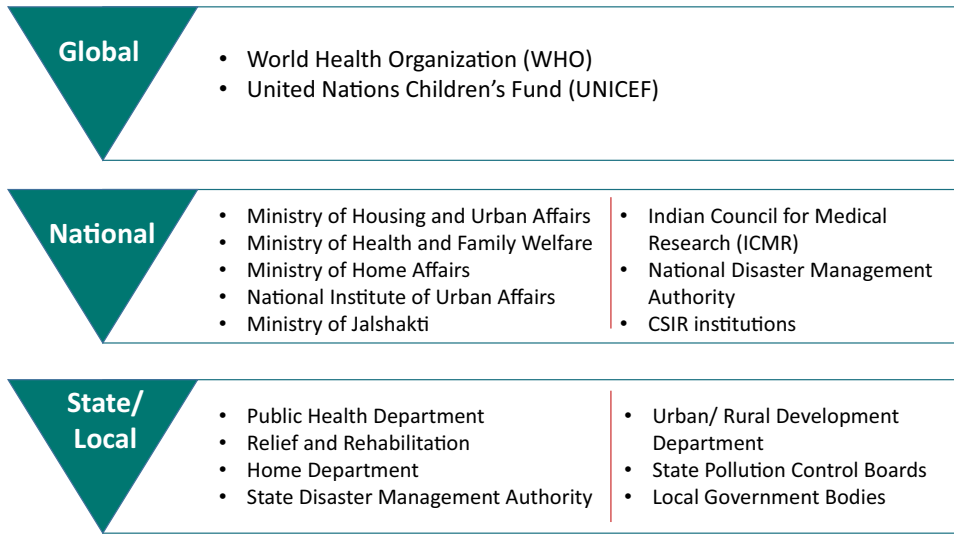 Global
• World Health Organization (WHO)
• United Nations Children’s Fund (UNICEF)
National
• Ministry of Housing and Urban Affairs
• Ministry of Health and Family Welfare
• Ministry of Home Affairs
• National Institute of Urban Affairs
• Ministry of Jalshakti
• Indian Council for Medical
Research (ICMR)
• National Disaster Management
Authority
• CSIR institutions
State/
Local
• Public Health Department
• Relief and Rehabilitation
• Home Department
• State Disaster Management Authority
• Urban/ Rural Development
Department
• State Pollution Control Boards
• Local Government Bodies